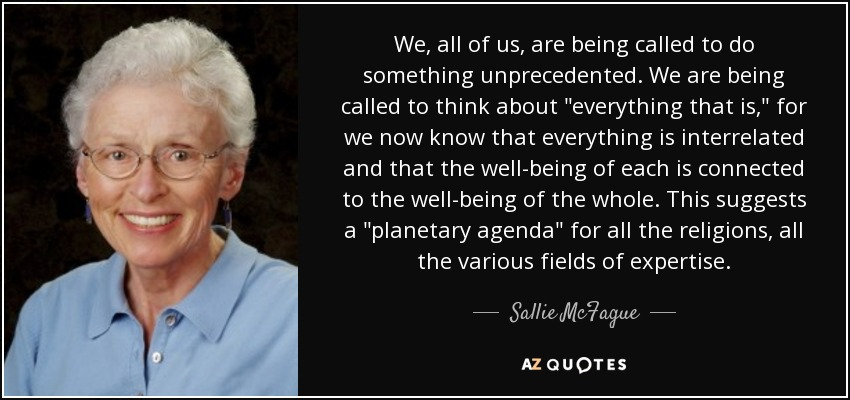 We, all of us, are being called to do
something unprecedented. We are being
called to think about "everything that is," for
we now know that everything is interrelated
and that the well-being of each is connected
to the well-being of the whole. This suggests
a "planetary agenda" for all the religions, all
the various fields of expertise.
Sallie McFague
AZ QUOTES